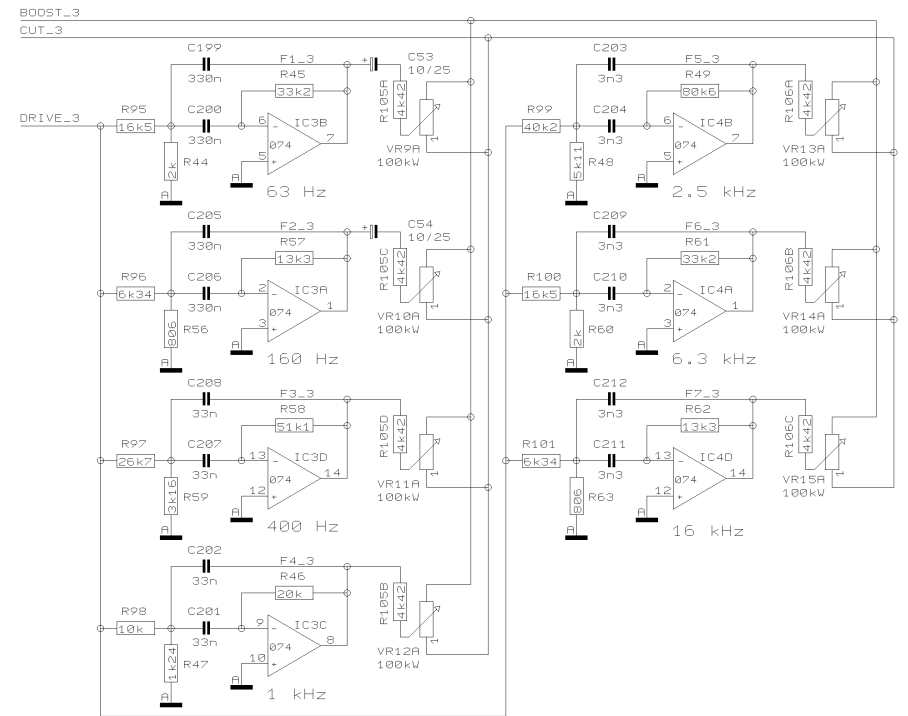 BOOST_3
CUT_3
DRIVE_3
C199
330n
F1_3
R45
33k2
+
C53
10/25
R95
16k5
C200
330n
R44
2k
A
6
-
IC3B
7
074
5
+
A
63 Hz
R105A
4k42
1
VR9A
100kW
C205
330n
F2_3
R57
13k3
+
C54
10/25
R96
6k34
C206
330n
R56
806
A
2
-
IC3A
1
074
3
+
A
160 Hz
R105C
4k42
1
VR10A
100kW
C208
33n
F3_3
R58
51k1
R97
26k7
C207
33n
R59
3k16
A
13
-
IC3D
14
074
12
+
A
400 Hz
R105D
4k42
1
VR11A
100kW
C202
33n
F4_3
R46
20k
R98
10k
C201
33n
R47
1k24
A
9
-
IC3C
8
074
10
+
A
1 kHz
R105B
4k42
1
VR12A
100kW
C203
3n3
F5_3
R49
80k6
R99
40k2
C204
3n3
R48
5k11
A
6
-
IC4B
7
074
5
+
A
2.5 kHz
R106A
4k42
1
VR13A
100kW
C209
3n3
F6_3
R61
33k2
R100
16k5
C210
3n3
R60
2k
A
2
-
IC4A
1
074
3
+
A
6.3 kHz
R106B
4k42
1
VR14A
100kW
C212
3n3
F7_3
R62
13k3
R101
6k34
C211
3n3
R63
806
A
13
-
IC4D
14
074
12
+
A
16 kHz
R106C
4k42
1
VR15A
100kW